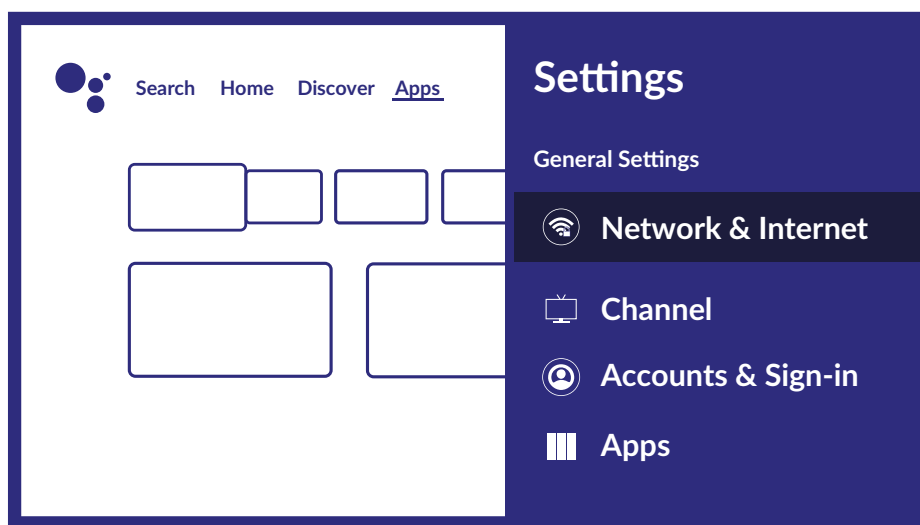 Search Home Discover Apps
Settings
General Settings
Network & Internet
Channel
Accounts & Sign-in
Apps